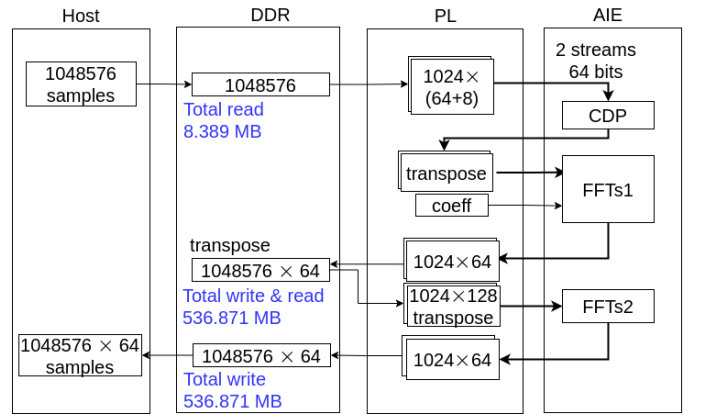 Host
DDR
PL
AIE
1048576
samples
1048576
Total read
8.389 MB
1024×
(64+8)
2 streams
64 bits
CDP
transpose
coeff
FFTs1
transpose
1048576 × 64
Total write & read
536.871 MB
1024×64
1024×128
transpose
FFTs2
1048576 × 64
samples
1048576 × 64
Total write
536.871 MB
1024×64